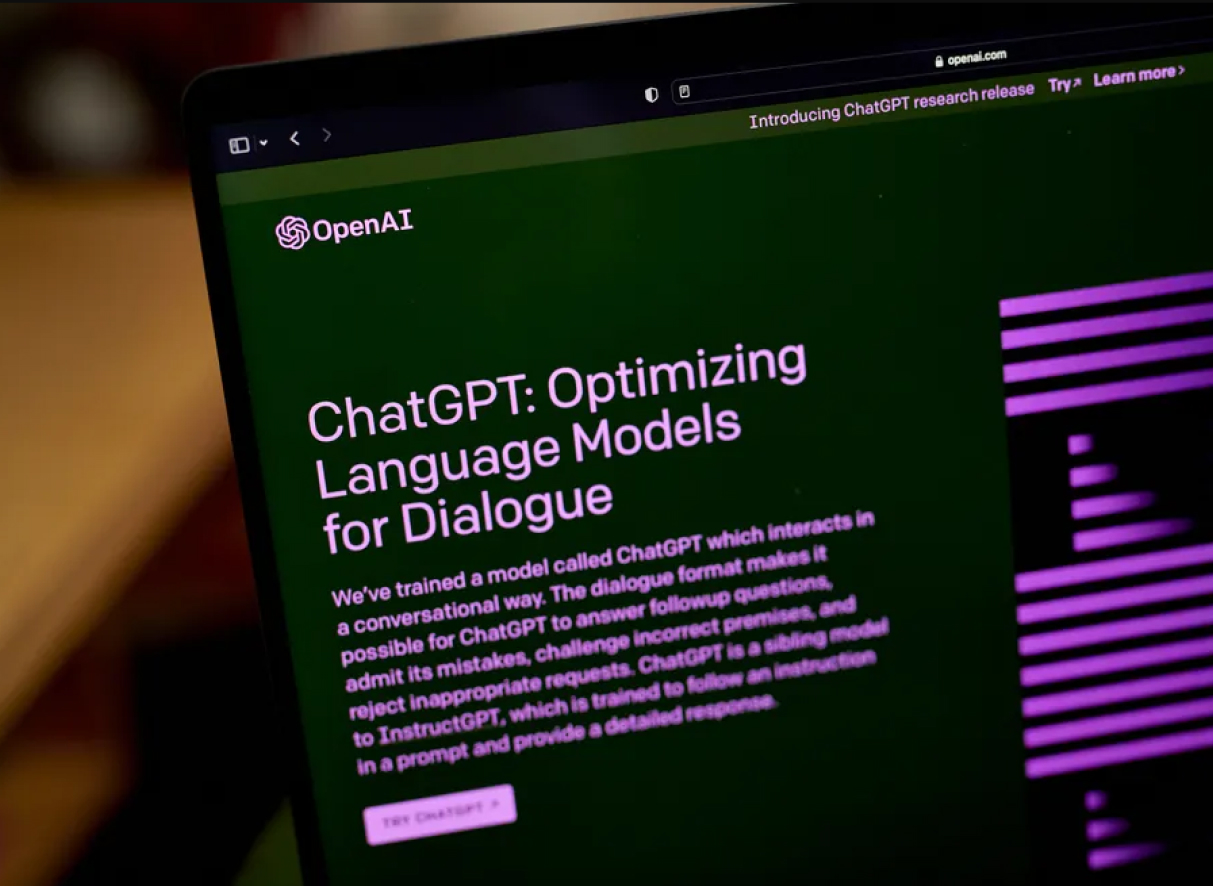 openai.com
Introducing ChatGPT research release Try↗ Learn more›
OpenAI
ChatGPT: Optimizing
Language Models
for Dialogue
We've trained a model called ChatGPT which interacts in
a conversational way. The dialogue format makes it
possible for ChatGPT to answer followup questions,
admit its mistakes, challenge incorrect premises, and
reject inappropriate requests. ChatGPT is a sibling model
to InstructGPT, which is trained to follow an instruction
in a prompt and provide a detailed response.
TRY CHATGPT ↗